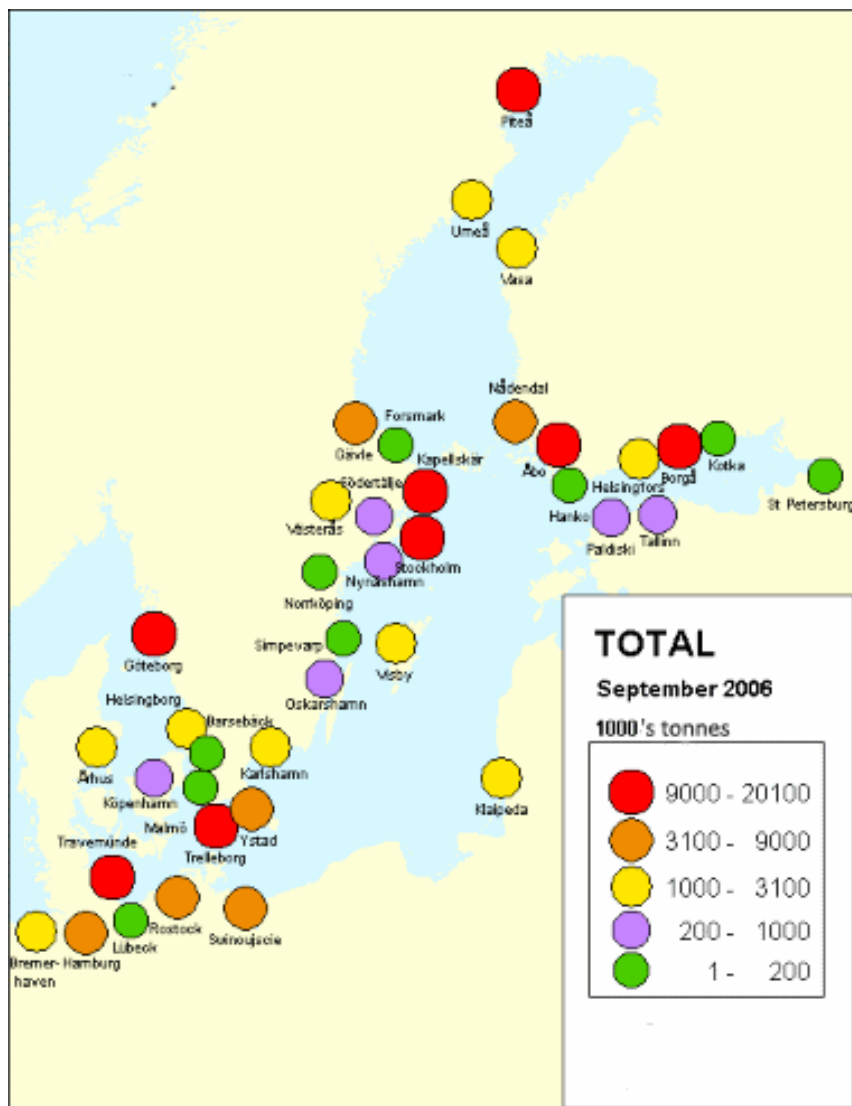 Piteå
Umeå
Vasa
Nådendal
Forsmark
Gävle
Kapellskär
Åbo
Helsingfors
Borgå
Kotka
Södertälje
Västerås
Hanko
St Petersburg
Paldiski
Tallinn
Stockholm
Nynäshamn
Norrköping
Simpevarp
Visby
Göteborg
Oskarshamn
Helsingborg
Barsebäck
Århus
Karlshamn
Köpenhamn
Klaipeda
Malmö
Ystad
Travemünde
Trelleborg
Rostock
Suinoujscie
Lübeck
Bremer-
haven
Hamburg
TOTAL
September 2006
1000's tonnes
9000 - 20100
3100 - 9000
1000 - 3100
200 - 1000
1 - 200